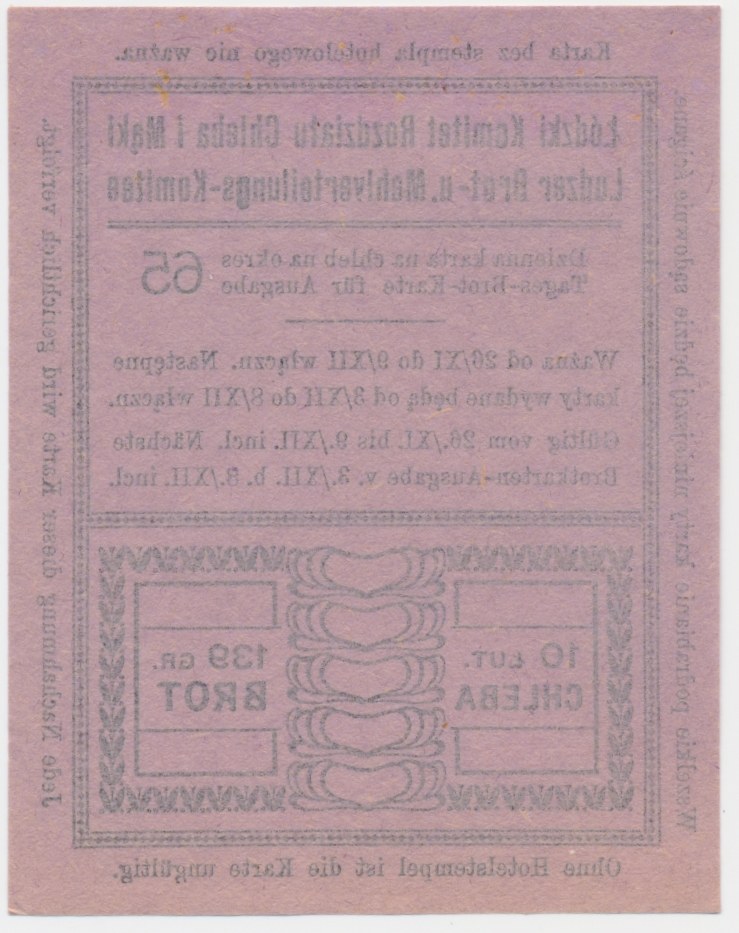 Karta bez stempla hotelowego nie ważna.
Łódzki Komitet Rozdziału Chleba i Mąki
Lodzer Brot- u. Mehlverteilungs-Komitee
Dzienna karta na chleb na okres
Tages-Brot-Karte für Ausgabe
65
Ważna od 26/XI do 9/XII włączn. Następne
karty wydane będą od 3/XII do 8/XII włączn.
Gültig vom 26./XI. bis 9./XII. incl. Nächste
Brotkarten-Ausgabe v. 3./XII. b. 8./XII. incl.
10 ŁUT.
CHLEBA
139 GR.
BROT
Ohne Hotelstempel ist die Karte ungültig.
Wszelkie podrabianie karty niniejszej będzie sądownie ścigane.
Jede Nachahmung dieser Karte wird gerichtlich verfolgt.